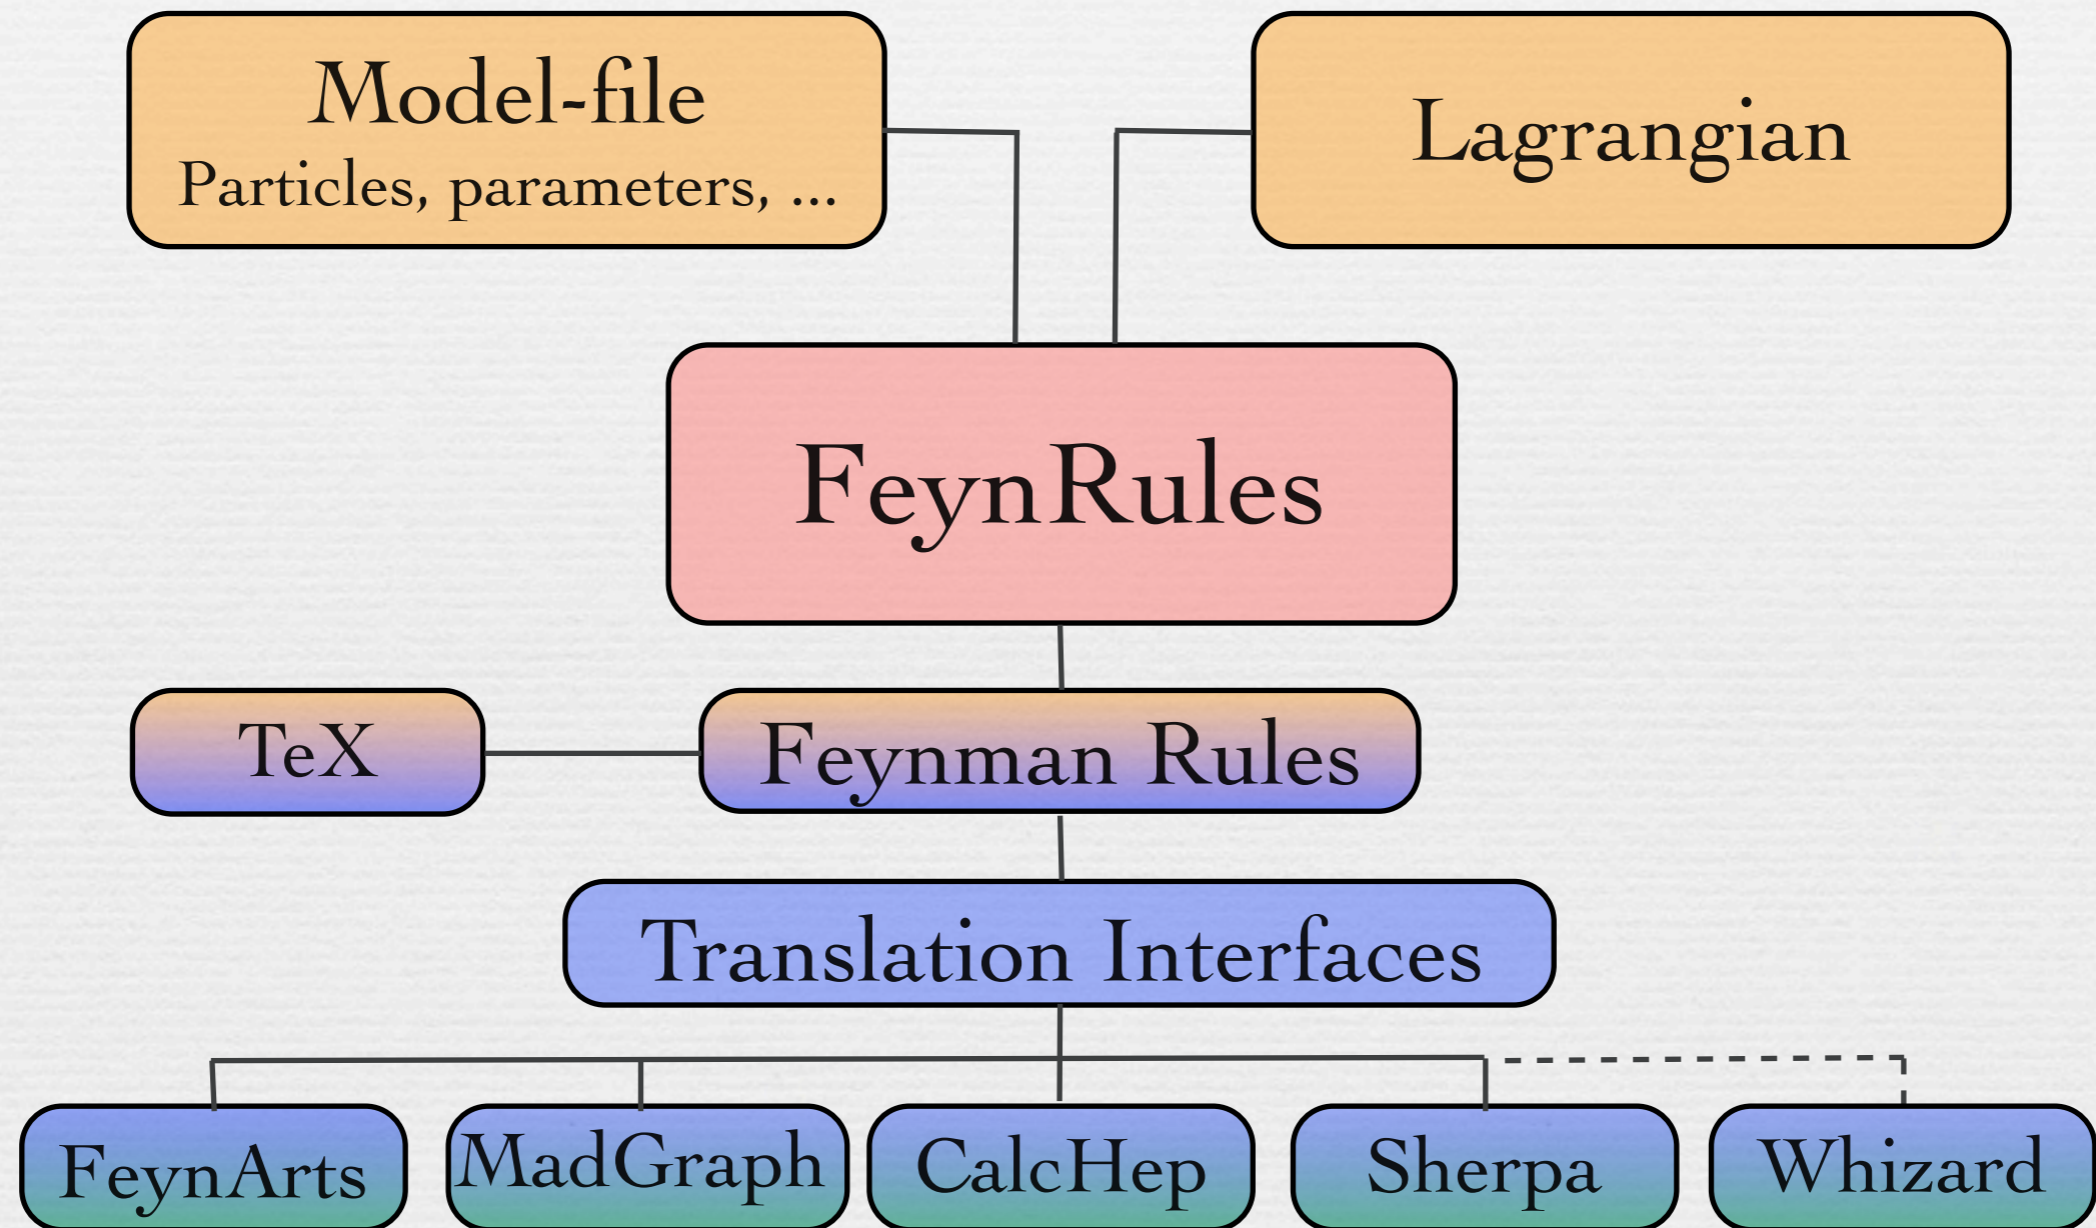 Model-file
Particles, parameters, ...
Lagrangian
FeynRules
TeX
Feynman Rules
Translation Interfaces
FeynArts
MadGraph
CalcHep
Sherpa
Whizard